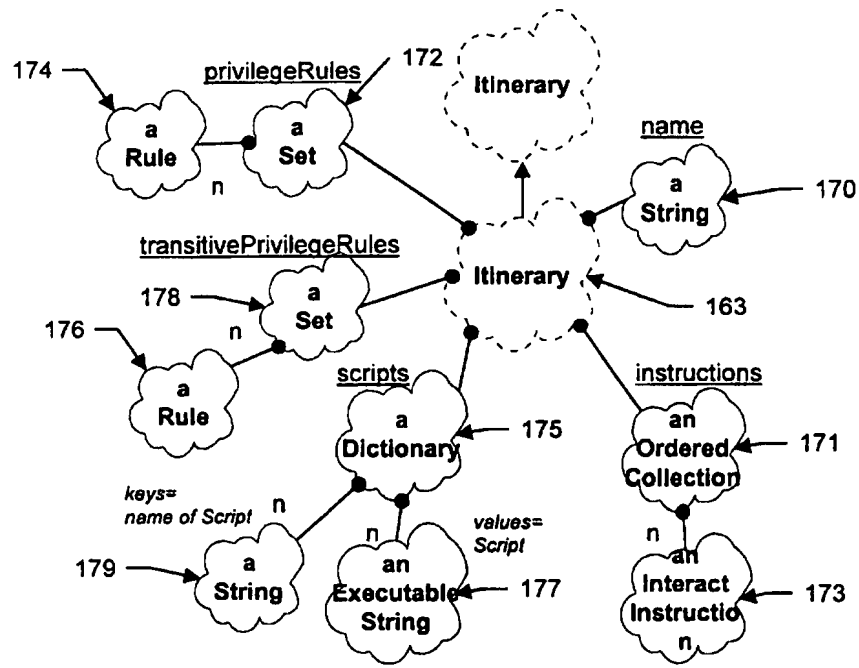 174
privilegeRules
172
Itinerary
a
Rule
n
a
Set
name
a
String
170
transitivePrivilegeRules
178
a
Set
Itinerary
163
176
n
a
Rule
scripts
a
Dictionary
175
instructions
an
Ordered
Collection
171
keys=
name of Script
n
a
String
179
n
an
Executable
String
values=
Script
177
n
an
Interact
Instructio
n
173